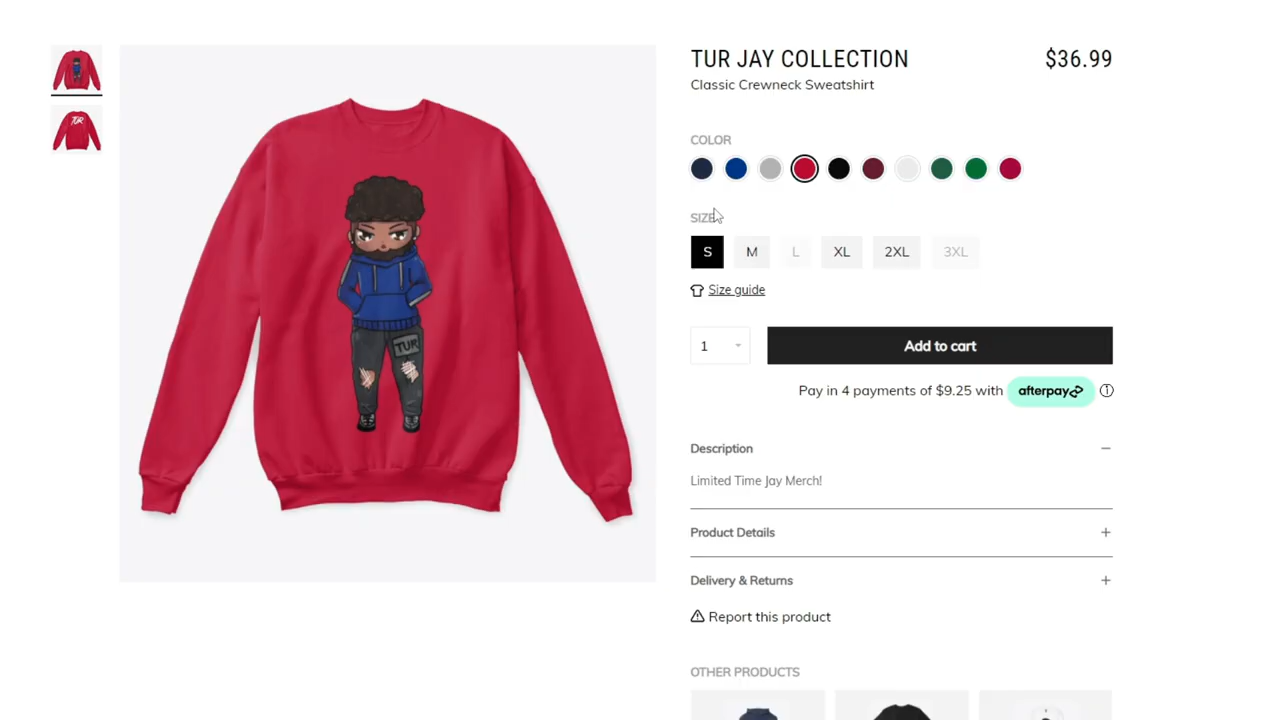 TUR JAY COLLECTION
$36.99
Classic Crewneck Sweatshirt
COLOR
SIZE
S
M
L
XL
2XL
3XL
Size guide
1
Add to cart
Pay in 4 payments of $9.25 with afterpay
Description
Limited Time Jay Merch!
Product Details
Delivery & Returns
Report this product
OTHER PRODUCTS
TUR
TUR